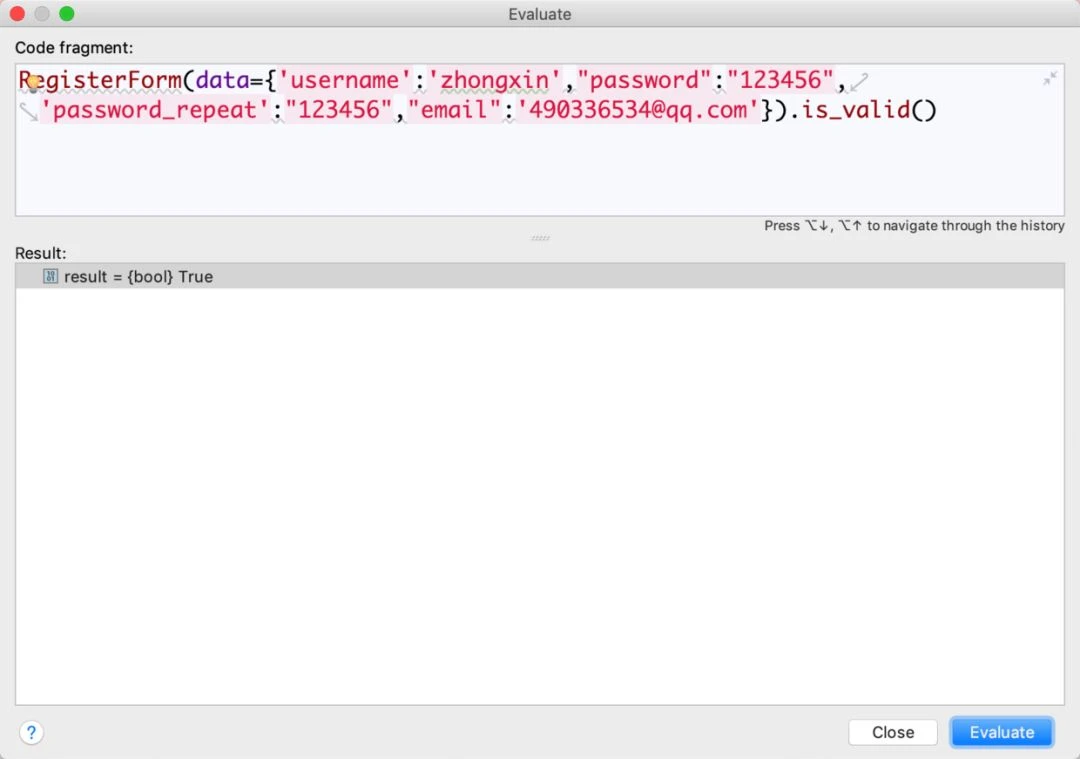 Evaluate
Code fragment:
RegisterForm(data={'username':'zhongxin',"password":"123456",
'password_repeat':"123456","email":'490336534@qq.com'}).is_valid()
Press ⌥↓, ⌥↑ to navigate through the history
Result:
result = {bool} True
?
Close
Evaluate